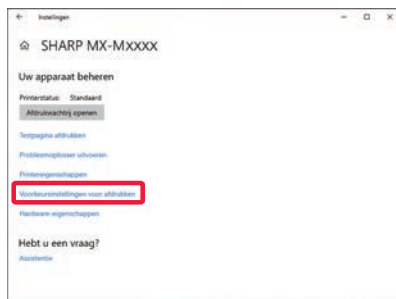 Instellingen
SHARP MX-Mxxxx
Uw apparaat beheren
Printerstatus: Standaard
Afdrukwachtrij openen
Testpagina afdrukken
Probleemoplosser uitvoeren
Printereigenschappen
Voorkeursinstellingen voor afdrukken
Hardware-eigenschappen
Hebt u een vraag?
Assistentie